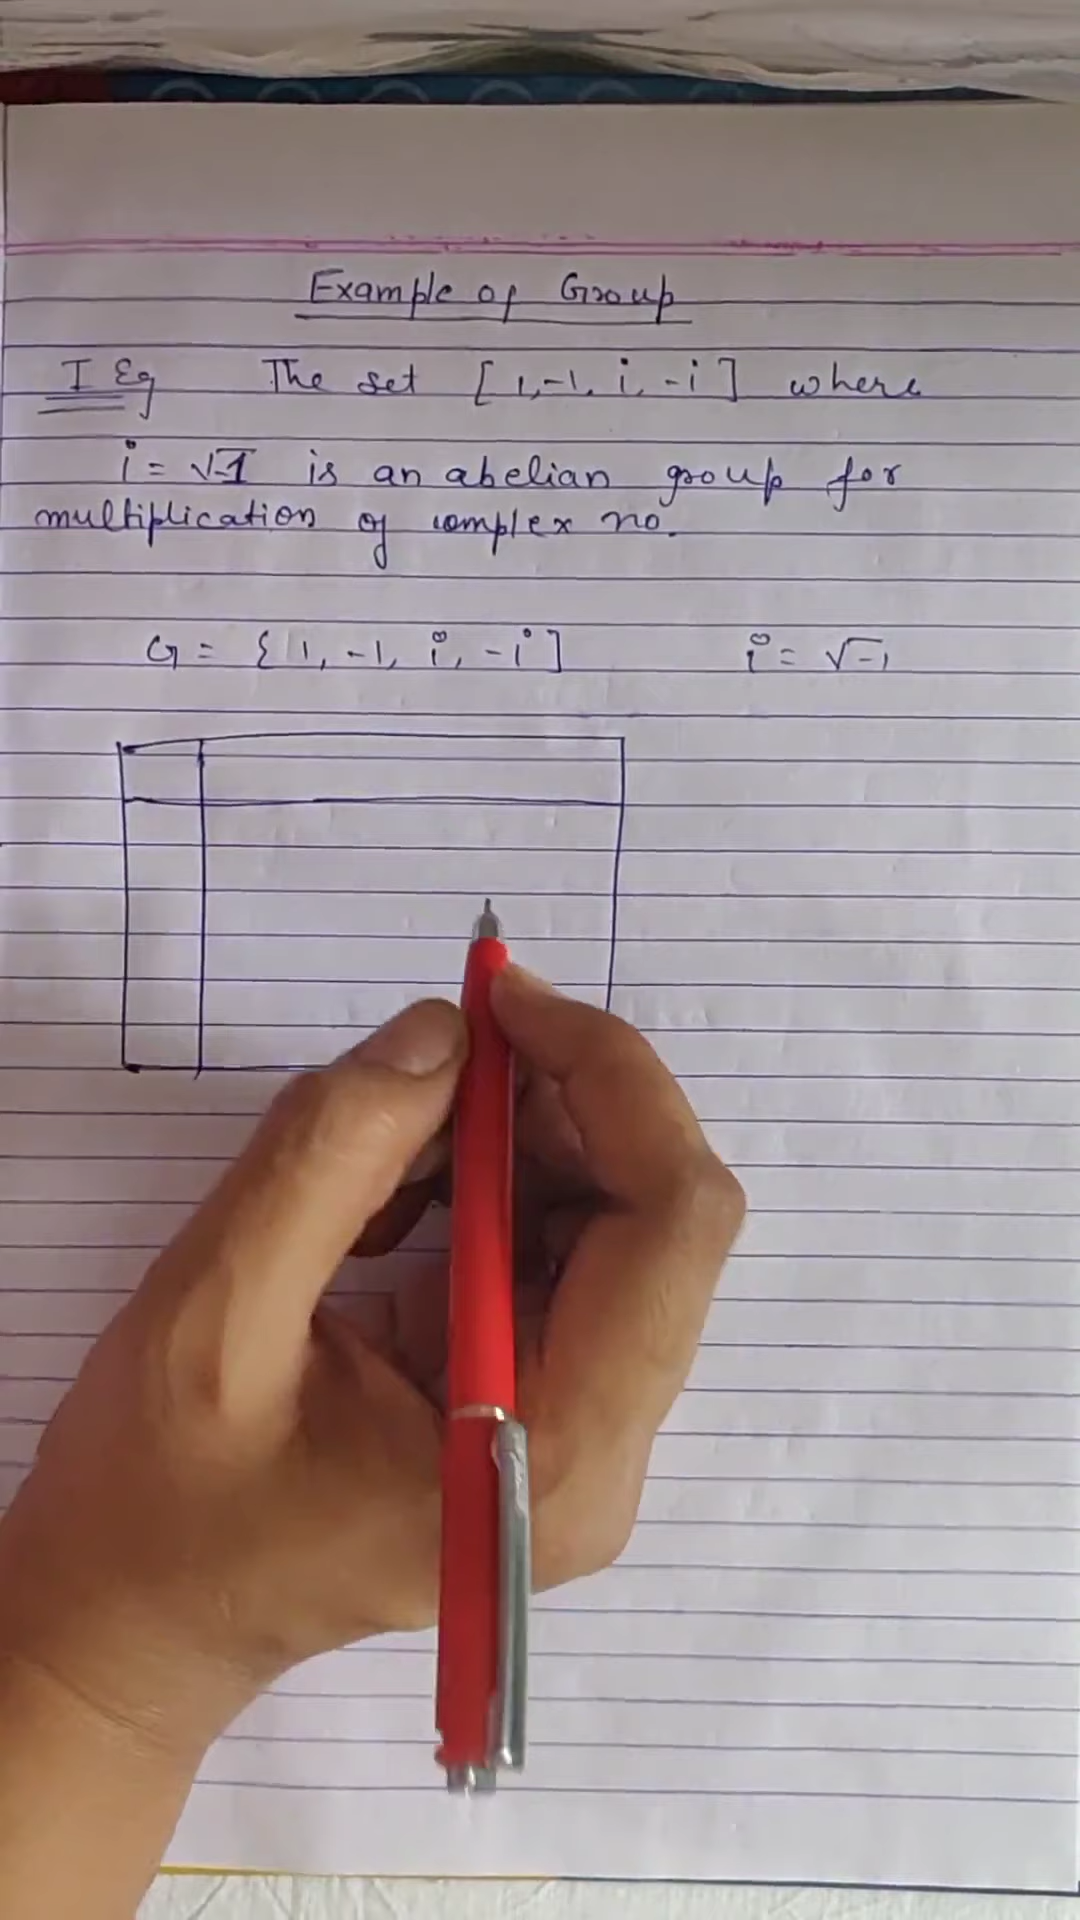 Example of Group
I Eg The set [1, -1, i, -i] where
i = √-1 is an abelian group for
multiplication of complex no.
G = {1, -1, i, -i] i = √-1